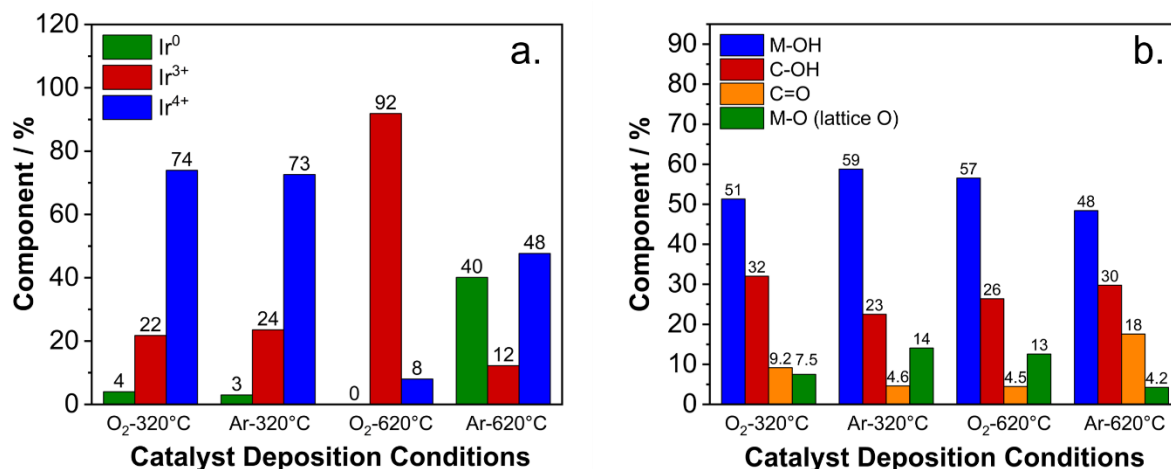 a.
Ir⁰
Ir³⁺
Ir⁴⁺
120
100
80
60
40
20
0
Component / %
4
22
74
3
24
73
0
92
8
40
12
48
O₂-320°C
Ar-320°C
O₂-620°C
Ar-620°C
Catalyst Deposition Conditions
b.
M-OH
C-OH
C=O
M-O (lattice O)
90
80
70
60
50
40
30
20
10
0
Component / %
51
32
9.2
7.5
59
23
4.6
14
57
26
4.5
13
48
30
18
4.2
O₂-320°C
Ar-320°C
O₂-620°C
Ar-620°C
Catalyst Deposition Conditions